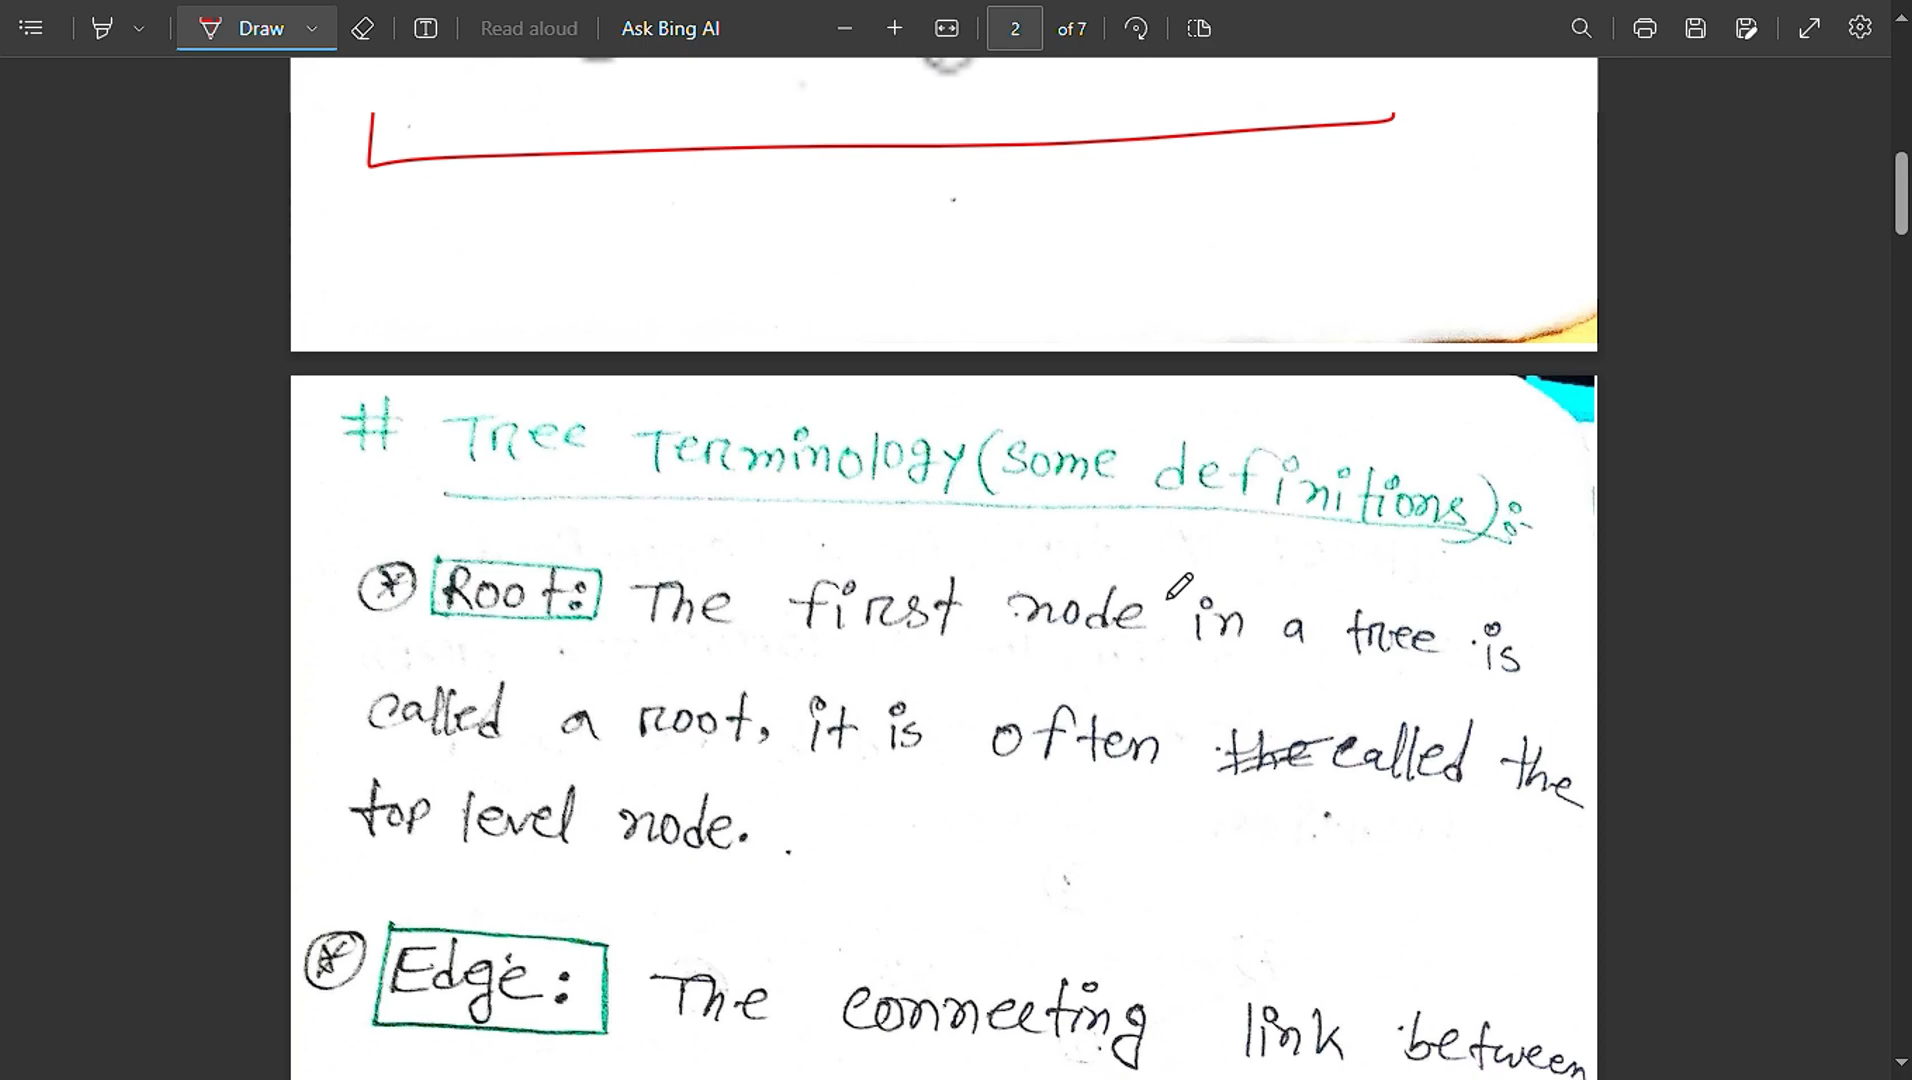 Draw
Read aloud
Ask Bing AI
2
of 7
# Tree Terminology (some definitions):-
* Root: The first node in a tree is
called a root, it is often the called the
top level node.
* Edge: The connecting link between